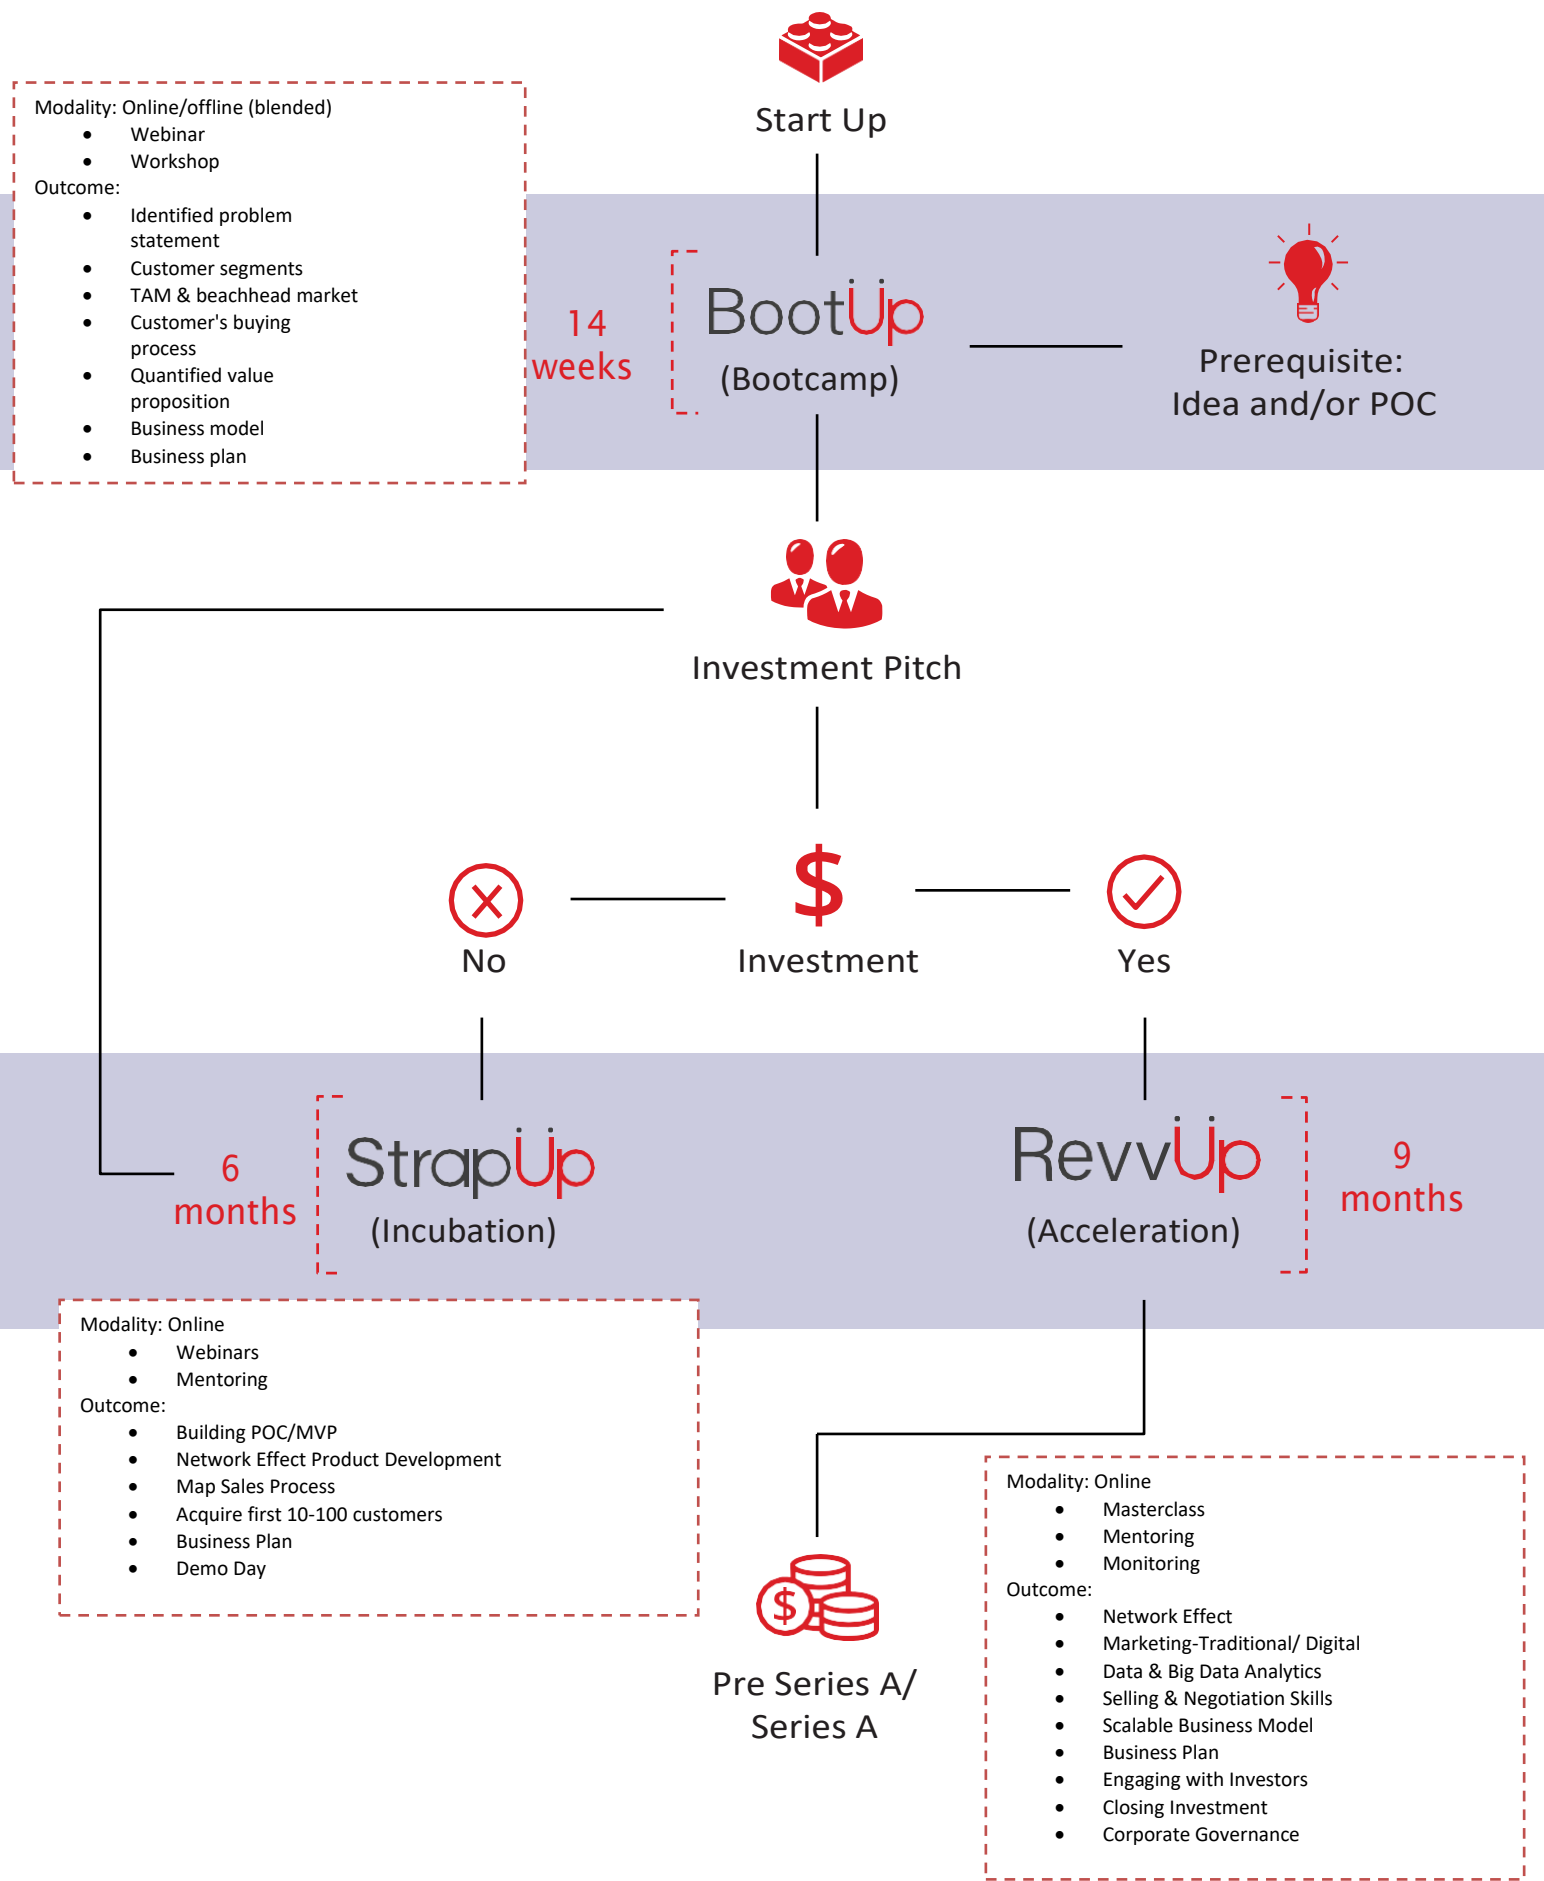 Start Up
Modality: Online/offline (blended)
• Webinar
• Workshop
Outcome:
• Identified problem
statement
• Customer segments
• TAM & beachhead market
• Customer's buying
process
• Quantified value
proposition
• Business model
• Business plan
14
weeks
BootÜp
(Bootcamp)
Prerequisite:
Idea and/or POC
Investment Pitch
No
Investment
Yes
6
months
StrapÜp
(Incubation)
RevvÜp
(Acceleration)
9
months
Modality: Online
• Webinars
• Mentoring
Outcome:
• Building POC/MVP
• Network Effect Product Development
• Map Sales Process
• Acquire first 10-100 customers
• Business Plan
• Demo Day
$
Pre Series A/
Series A
Modality: Online
• Masterclass
• Mentoring
• Monitoring
Outcome:
• Network Effect
• Marketing-Traditional/ Digital
• Data & Big Data Analytics
• Selling & Negotiation Skills
• Scalable Business Model
• Business Plan
• Engaging with Investors
• Closing Investment
• Corporate Governance